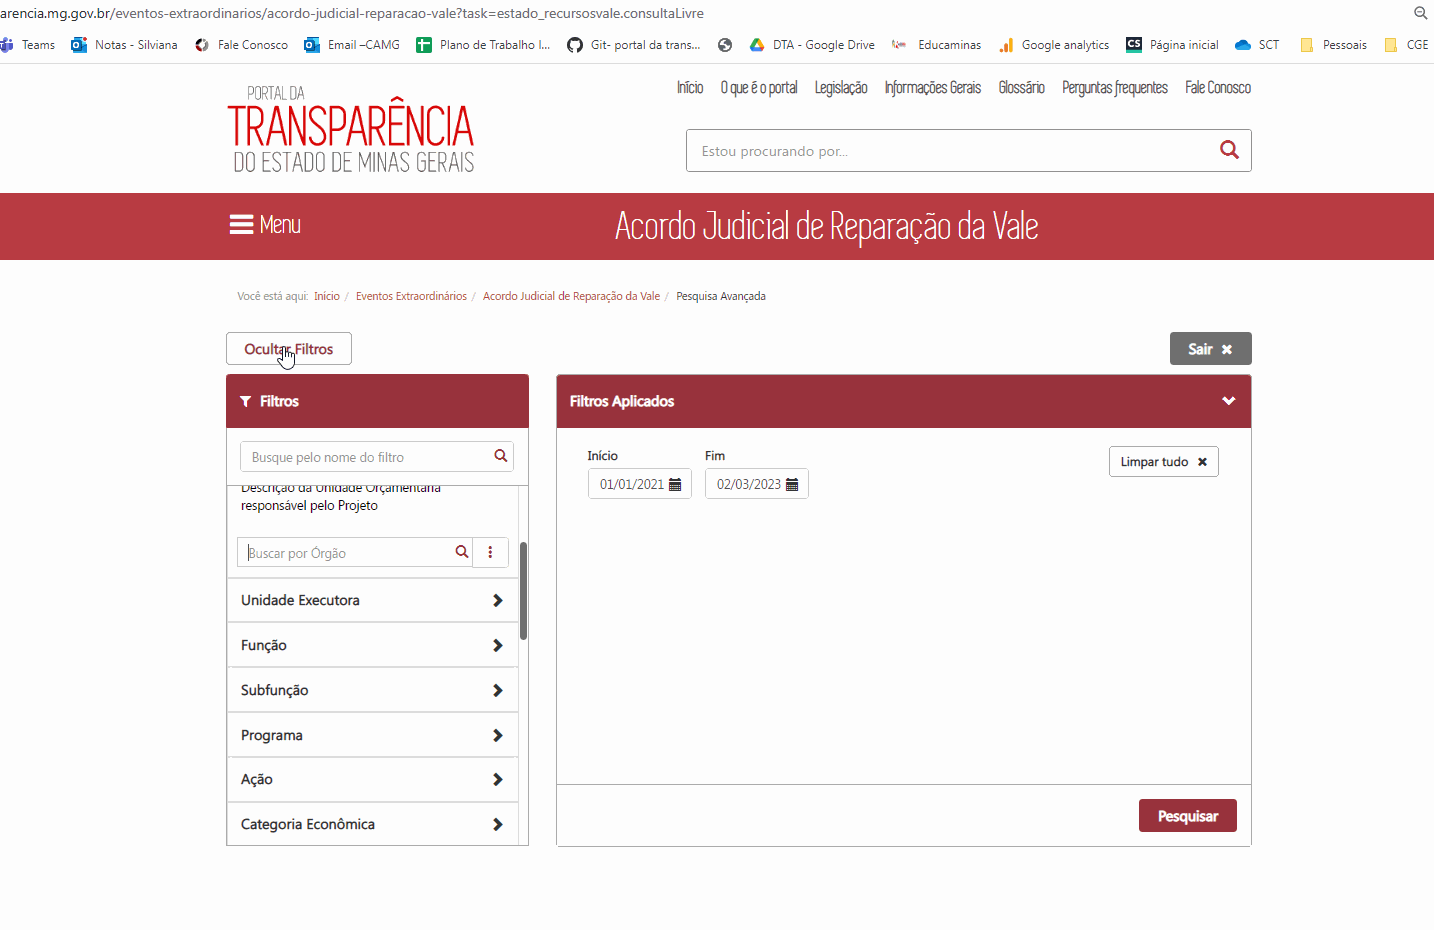 arencia.mg.gov.br/eventos-extraordinarios/acordo-judicial-reparacao-vale?task=estado_recursosvale.consultaLivre
Teams Notas - Silviana Fale Conosco Email –CAMG Plano de Trabalho I... Git- portal da trans... DTA - Google Drive Educaminas Google analytics CS Página inicial SCT Pessoais CGE
PORTAL DA
TRANSPARÊNCIA
DO ESTADO DE MINAS GERAIS
Início O que é o portal Legislação Informações Gerais Glossário Perguntas frequentes Fale Conosco
Estou procurando por...
Menu
Acordo Judicial de Reparação da Vale
Você está aqui: Início / Eventos Extraordinários / Acordo Judicial de Reparação da Vale / Pesquisa Avançada
Ocultar Filtros
Sair ✖
Filtros
Busque pelo nome do filtro
Descrição da Unidade Orçamentária
responsável pelo Projeto
Buscar por Órgão
Unidade Executora
Função
Subfunção
Programa
Ação
Categoria Econômica
Filtros Aplicados
Início Fim
01/01/2021 02/03/2023
Limpar tudo ✖
Pesquisar